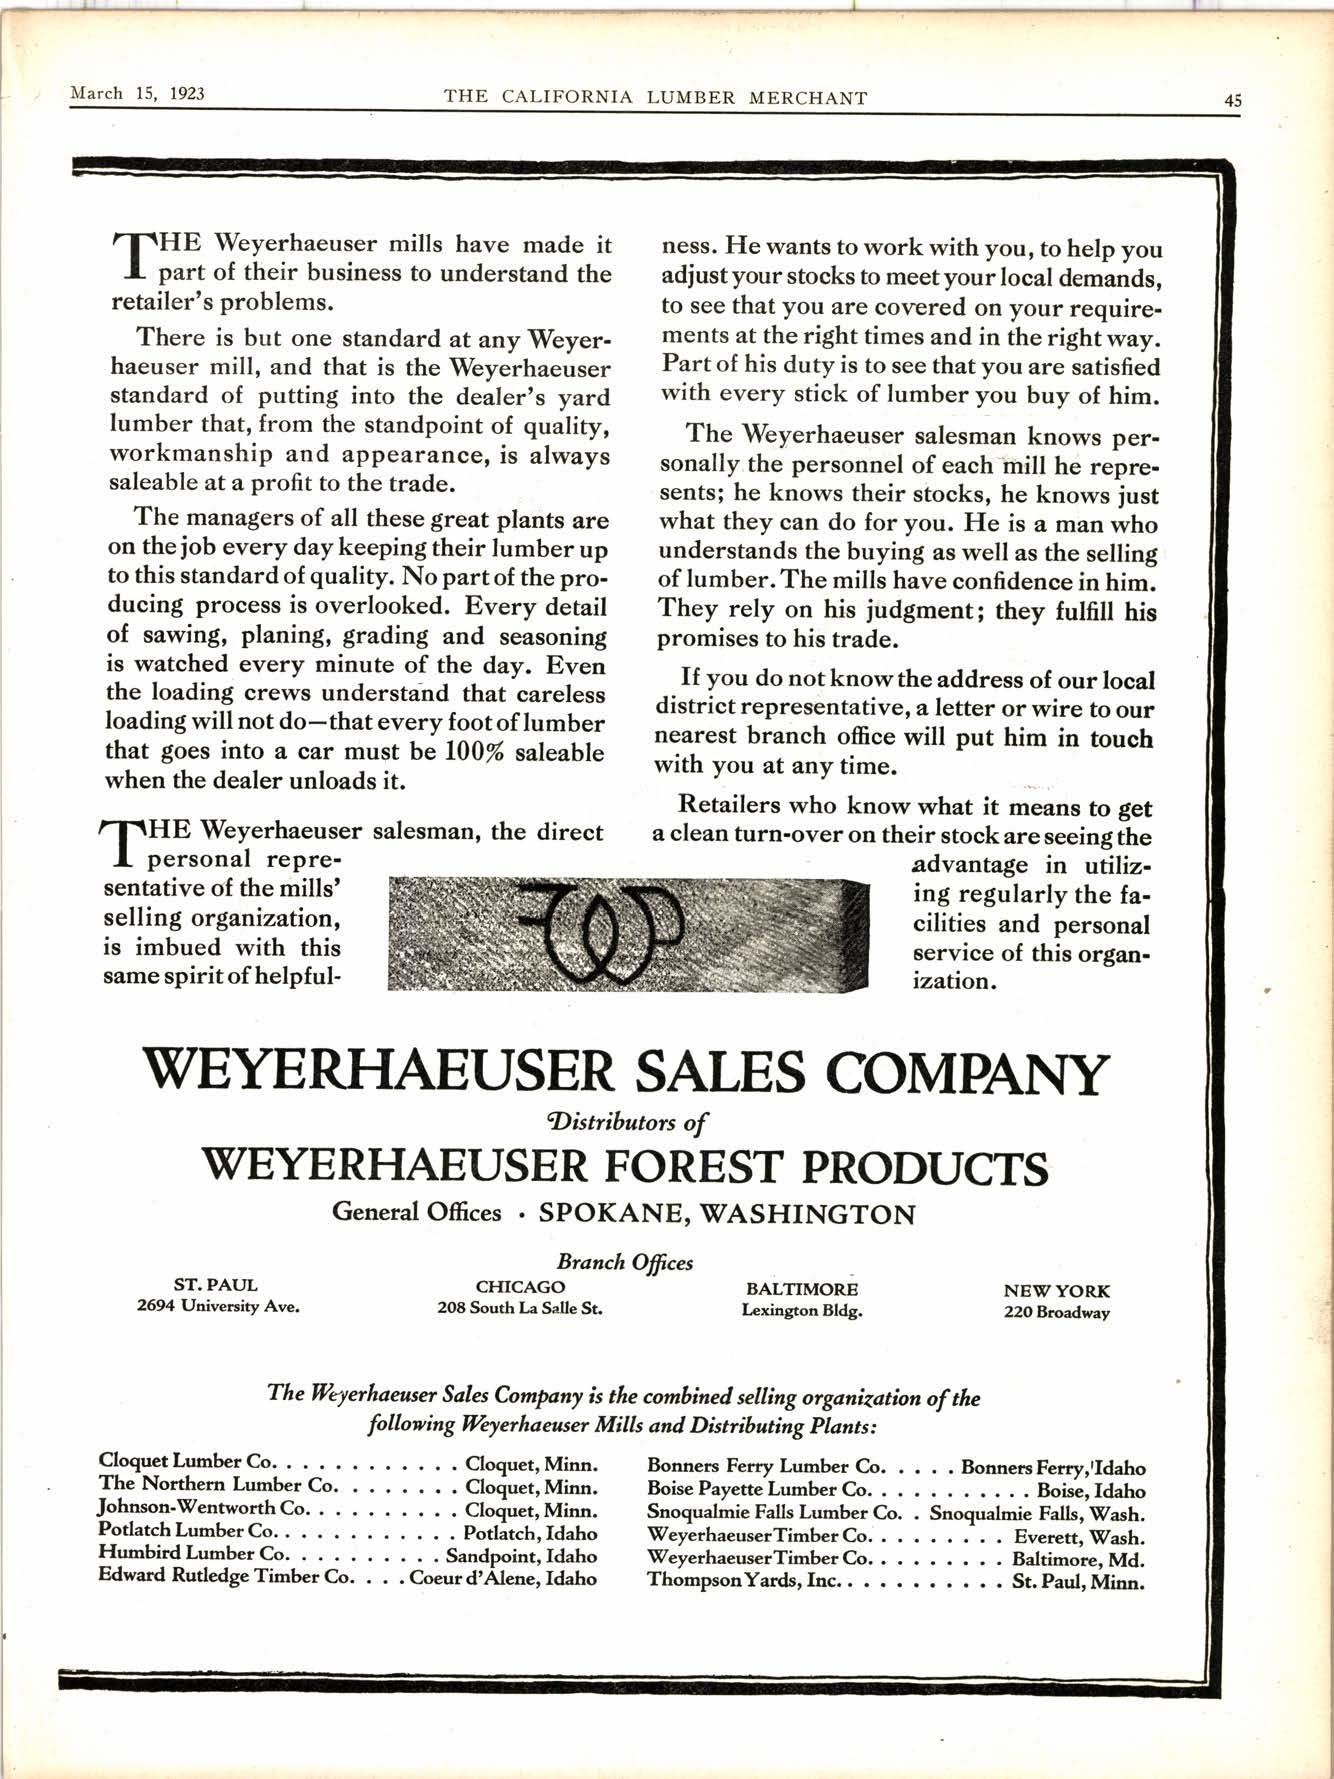 March 15, 1923
THE CALIFORNIA LUMBER MERCHANT
45
THE Weyerhaeuser mills have made it
part of their business to understand the
retailer's problems.
There is but one standard at any Weyer-
haeuser mill, and that is the Weyerhaeuser
standard of putting into the dealer's yard
lumber that, from the standpoint of quality,
workmanship and appearance, is always
saleable at a profit to the trade.
The managers of all these great plants are
on the job every day keeping their lumber up
to this standard of quality. No part of the pro-
ducing process is overlooked. Every detail
of sawing, planing, grading and seasoning
is watched every minute of the day. Even
the loading crews understand that careless
loading will not do—that every foot of lumber
that goes into a car must be 100% saleable
when the dealer unloads it.
THE Weyerhaeuser salesman, the direct
personal repre-
sentative of the mills'
selling organization,
is imbued with this
same spirit of helpful-
ness. He wants to work with you, to help you
adjust your stocks to meet your local demands,
to see that you are covered on your require-
ments at the right times and in the right way.
Part of his duty is to see that you are satisfied
with every stick of lumber you buy of him.
The Weyerhaeuser salesman knows per-
sonally the personnel of each mill he repre-
sents; he knows their stocks, he knows just
what they can do for you. He is a man who
understands the buying as well as the selling
of lumber. The mills have confidence in him.
They rely on his judgment; they fulfill his
promises to his trade.
If you do not know the address of our local
district representative, a letter or wire to our
nearest branch office will put him in touch
with you at any time.
Retailers who know what it means to get
a clean turn-over on their stock are seeing the
advantage in utiliz-
ing regularly the fa-
cilities and personal
service of this organ-
ization.
WEYERHAEUSER SALES COMPANY
Distributors of
WEYERHAEUSER FOREST PRODUCTS
General Offices · SPOKANE, WASHINGTON
Branch Offices
ST. PAUL
2694 University Ave.
CHICAGO
208 South La Salle St.
BALTIMORE
Lexington Bldg.
NEW YORK
220 Broadway
The Weyerhaeuser Sales Company is the combined selling organization of the
following Weyerhaeuser Mills and Distributing Plants:
Cloquet Lumber Co. . . . . . . . . . . . . Cloquet, Minn.
The Northern Lumber Co. . . . . . . . . Cloquet, Minn.
Johnson-Wentworth Co. . . . . . . . . . Cloquet, Minn.
Potlatch Lumber Co. . . . . . . . . . . . . Potlatch, Idaho
Humbird Lumber Co. . . . . . . . . . . Sandpoint, Idaho
Edward Rutledge Timber Co. . . . . Coeur d'Alene, Idaho
Bonners Ferry Lumber Co. . . . . . Bonners Ferry, Idaho
Boise Payette Lumber Co. . . . . . . . . . . . Boise, Idaho
Snoqualmie Falls Lumber Co. . . Snoqualmie Falls, Wash.
Weyerhaeuser Timber Co. . . . . . . . . . Everett, Wash.
Weyerhaeuser Timber Co. . . . . . . . . . Baltimore, Md.
Thompson Yards, Inc. . . . . . . . . . . . St. Paul, Minn.